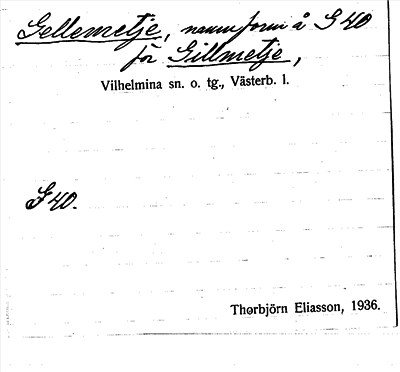 Gellemetje, namnform å G 40
för Gillmetje,
Vilhelmina sn. o. tg., Västerb. l.
G 40.
Thorbjörn Eliasson, 1936.